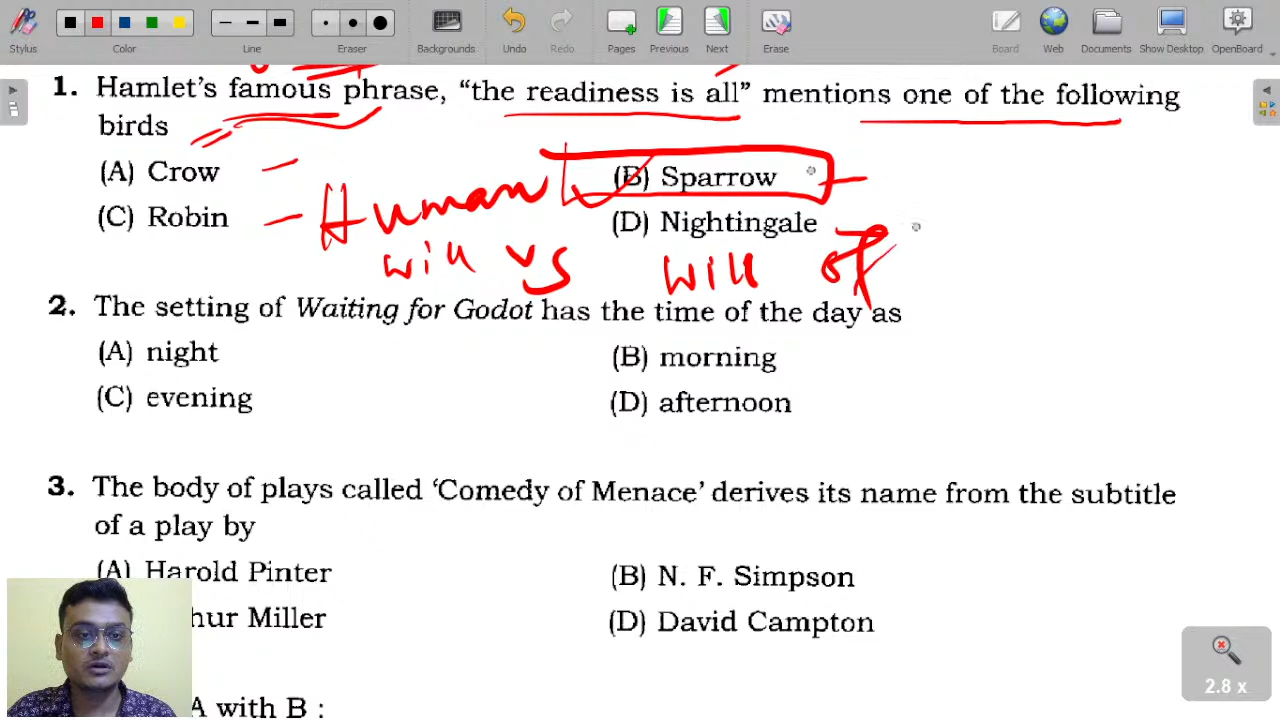 Stylus Color Line Eraser Backgrounds Undo Redo Pages Previous Next Erase Board Web Documents Show Desktop OpenBoard
1. Hamlet's famous phrase, “the readiness is all” mentions one of the following
birds
(A) Crow (B) Sparrow
(C) Robin (D) Nightingale
Human
will vs will of
2. The setting of Waiting for Godot has the time of the day as
(A) night (B) morning
(C) evening (D) afternoon
3. The body of plays called ‘Comedy of Menace’ derives its name from the subtitle
of a play by
(A) Harold Pinter (B) N. F. Simpson
hur Miller (D) David Campton
A with B :
2.8 x